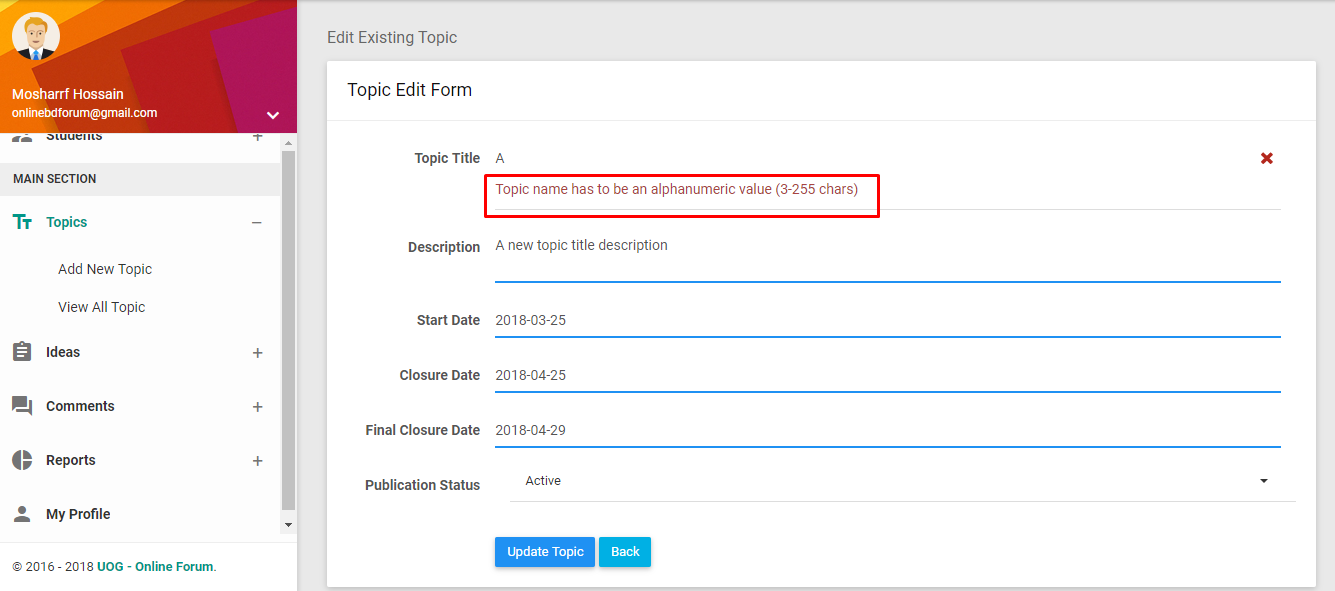 Mosharrf Hossain
onlinebdforum@gmail.com
Students
MAIN SECTION
Topics
Add New Topic
View All Topic
Ideas
Comments
Reports
My Profile
© 2016 - 2018 UOG - Online Forum.
Edit Existing Topic
Topic Edit Form
Topic Title A
Topic name has to be an alphanumeric value (3-255 chars)
Description A new topic title description
Start Date 2018-03-25
Closure Date 2018-04-25
Final Closure Date 2018-04-29
Publication Status Active
Update Topic Back